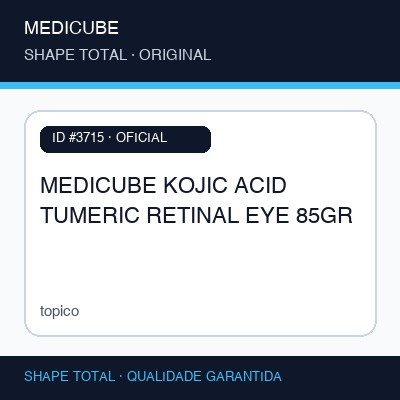 MEDICUBE
SHAPE TOTAL · ORIGINAL
ID #3715 · OFICIAL
MEDICUBE KOJIC ACID
TUMERIC RETINAL EYE 85GR
topico
SHAPE TOTAL · QUALIDADE GARANTIDA